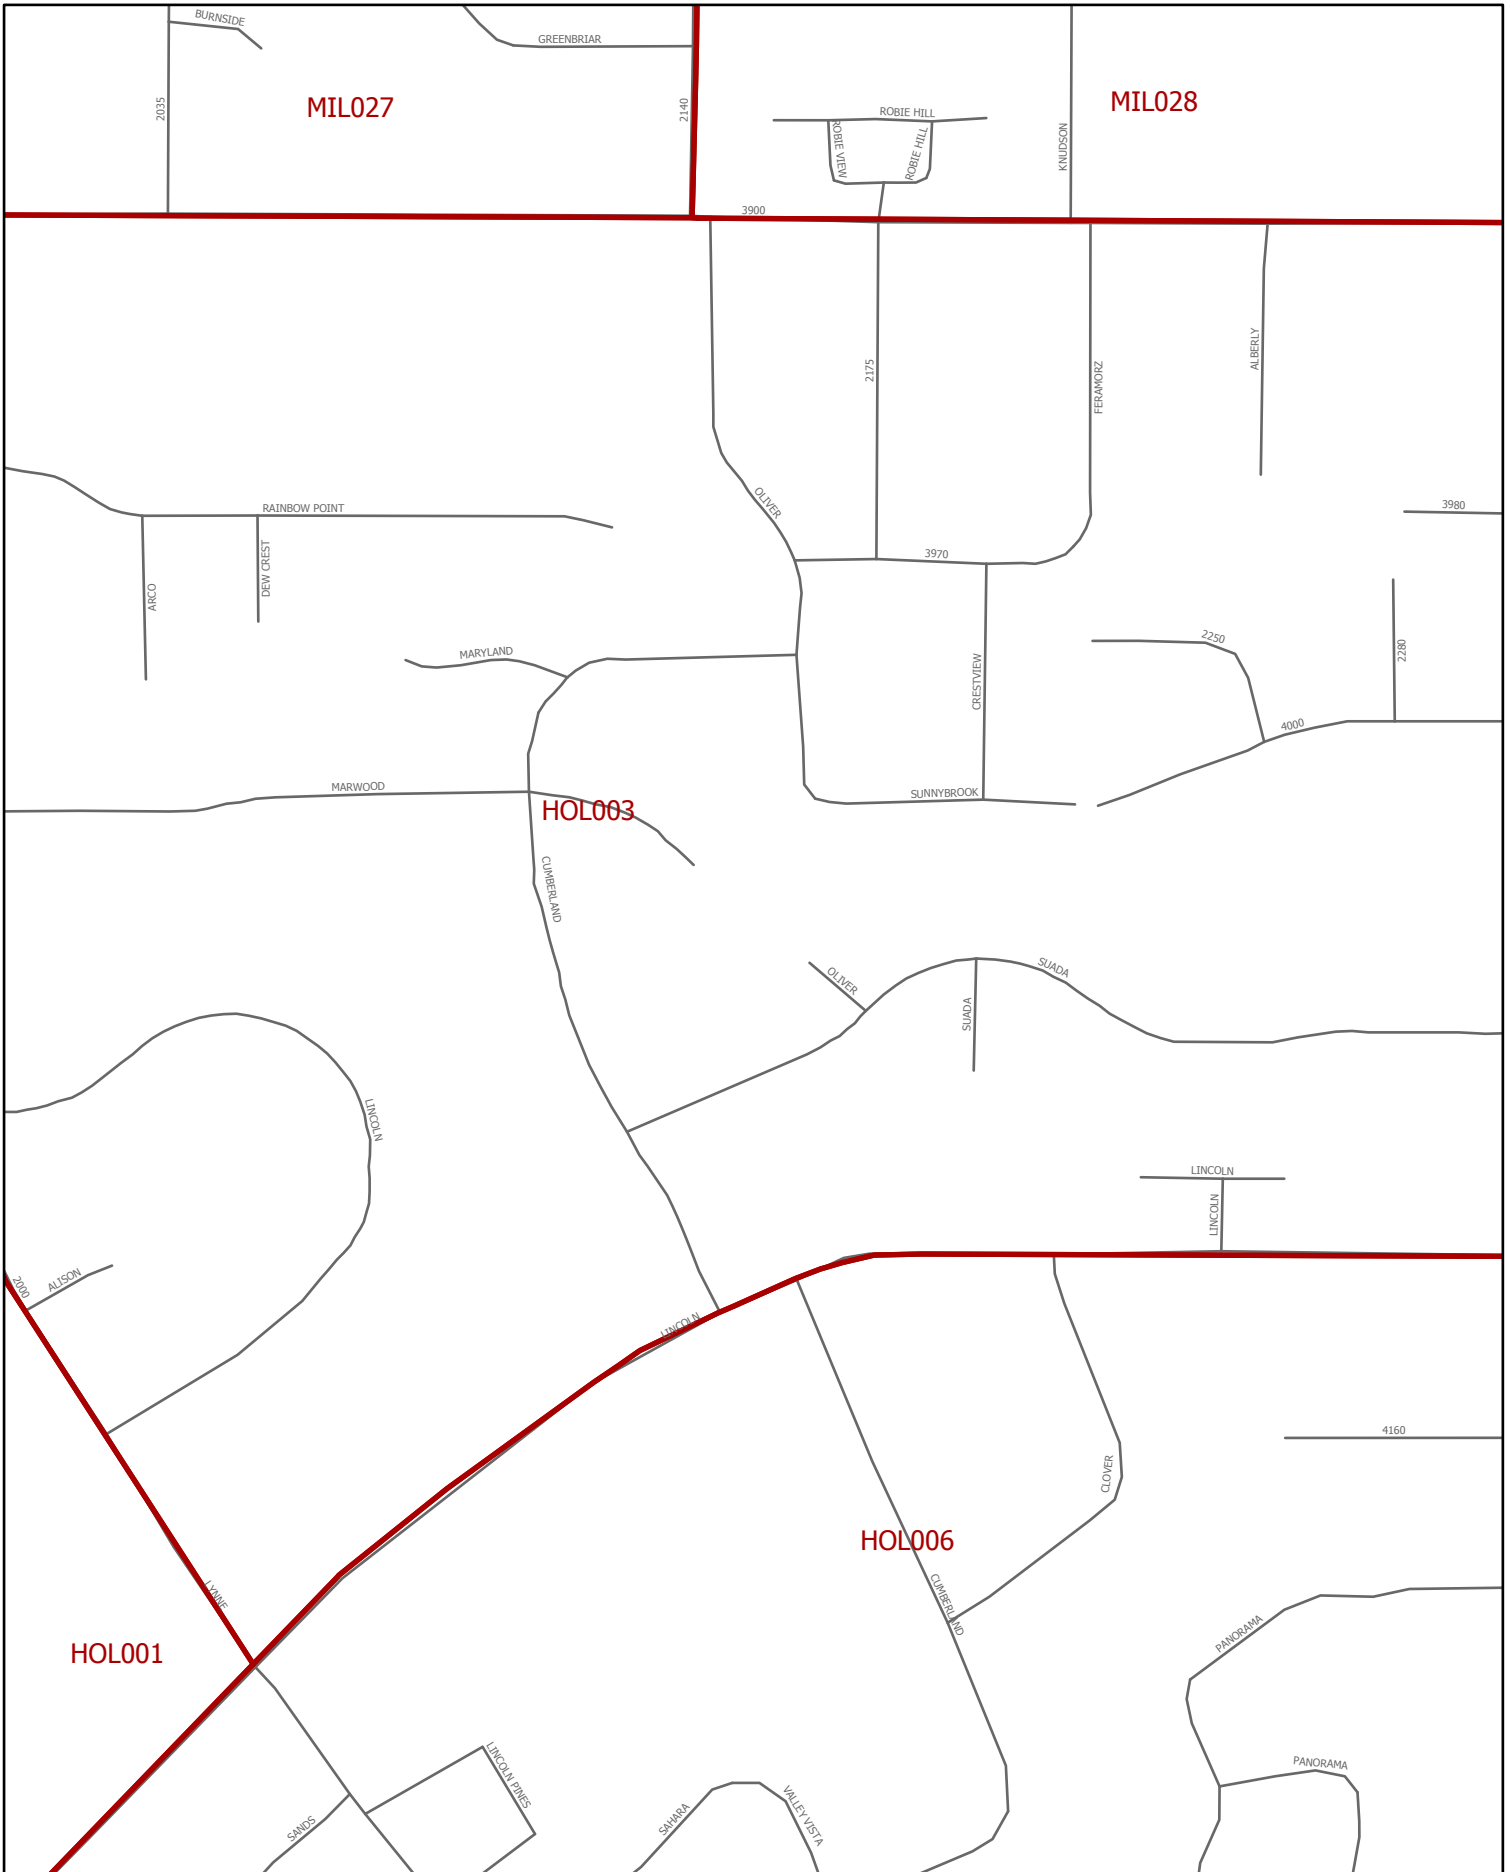 BURNSIDE
GREENBRIAR
2035
MIL027
2140
MIL028
ROBIE HILL
ROBIE VIEW
ROBIE HILL
KNUDSON
3900
2175
FERAMORZ
ALBERLY
OLIVER
RAINBOW POINT
3980
DEW CREST
ARCO
3970
MARYLAND
CRESTVIEW
2250
2280
4000
MARWOOD
SUNNYBROOK
HOL003
CUMBERLAND
OLIVER
SUADA
SUADA
LINCOLN
LINCOLN
LINCOLN
2000
ALISON
LINCOLN
4160
CLOVER
HOL006
LYNNE
CUMBERLAND
PANORAMA
HOL001
PANORAMA
LINCOLN PINES
SANDS
SAHARA
VALLEY VISTA